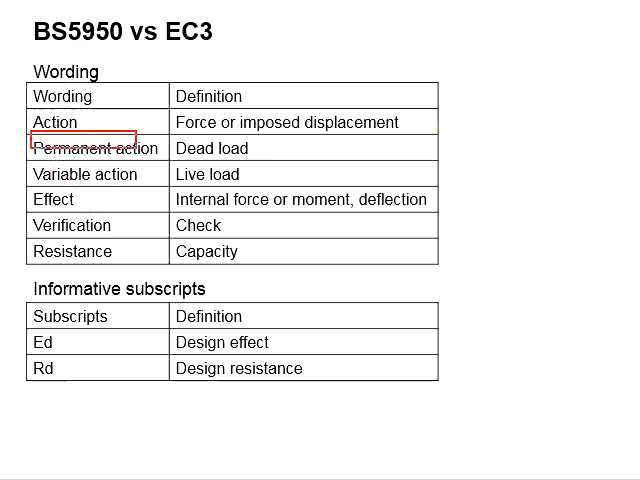 BS5950 vs EC3
Wording
Wording Definition
Action Force or imposed displacement
Permanent action Dead load
Variable action Live load
Effect Internal force or moment, deflection
Verification Check
Resistance Capacity
Informative subscripts
Subscripts Definition
Ed Design effect
Rd Design resistance